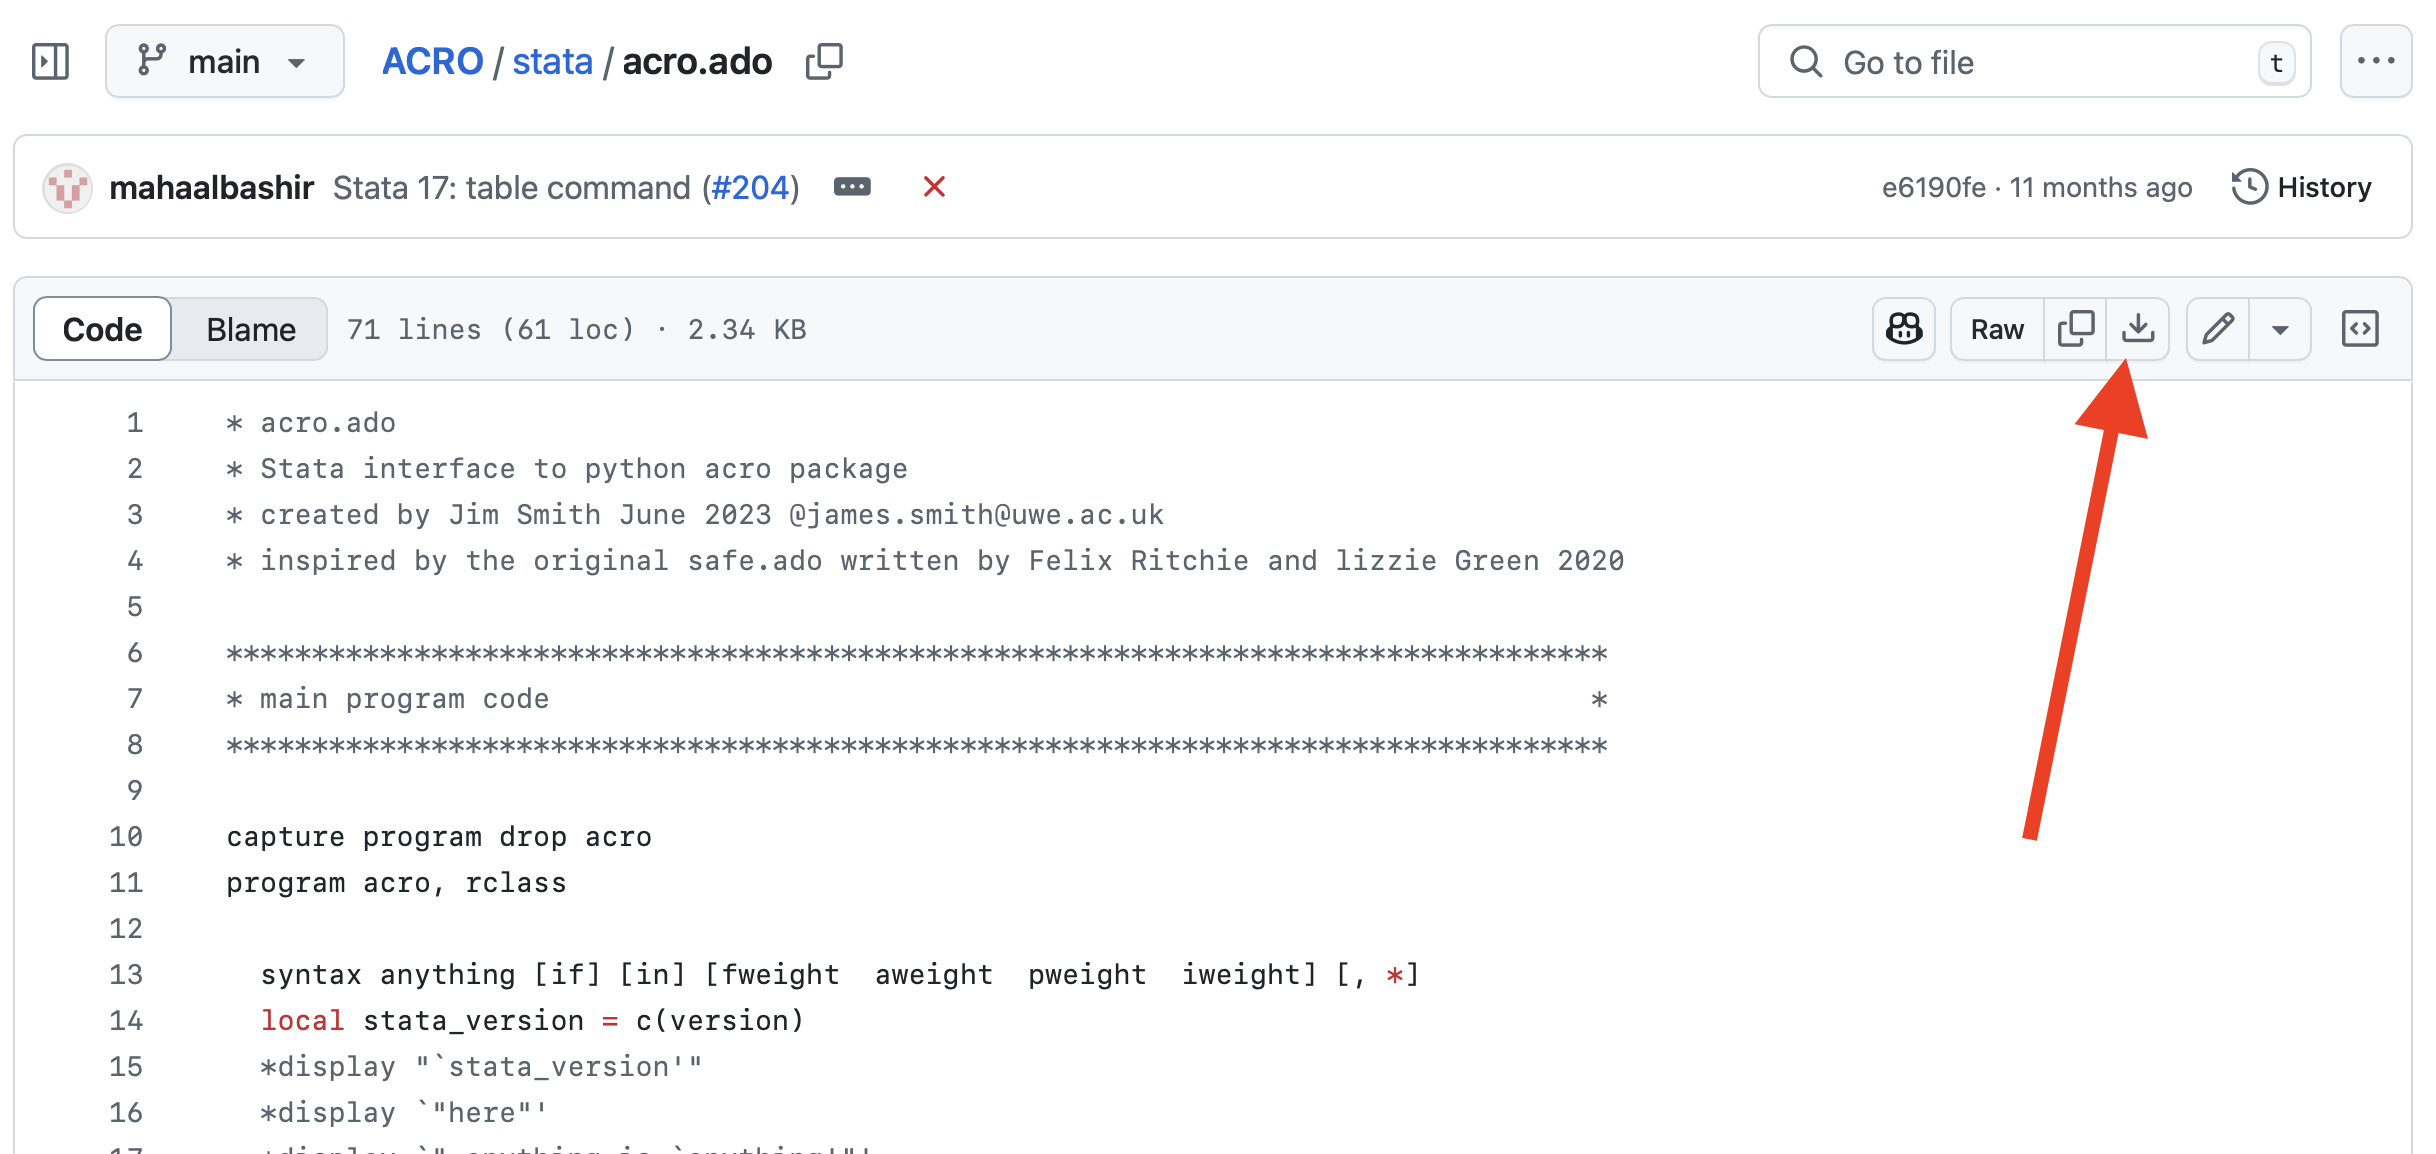 main
ACRO / stata / acro.ado
Go to file
t
mahaalbashir Stata 17: table command (#204)
e6190fe · 11 months ago
History
Code Blame 71 lines (61 loc) · 2.34 KB
Raw
1 * acro.ado
2 * Stata interface to python acro package
3 * created by Jim Smith June 2023 @james.smith@uwe.ac.uk
4 * inspired by the original safe.ado written by Felix Ritchie and lizzie Green 2020
5
6 *********************************************************************************
7 * main program code *
8 *********************************************************************************
9
10 capture program drop acro
11 program acro, rclass
12
13 syntax anything [if] [in] [fweight aweight pweight iweight] [, *]
14 local stata_version = c(version)
15 *display "`stata_version'"
16 *display `"here"'
17 *display `" anything is `anything'"'